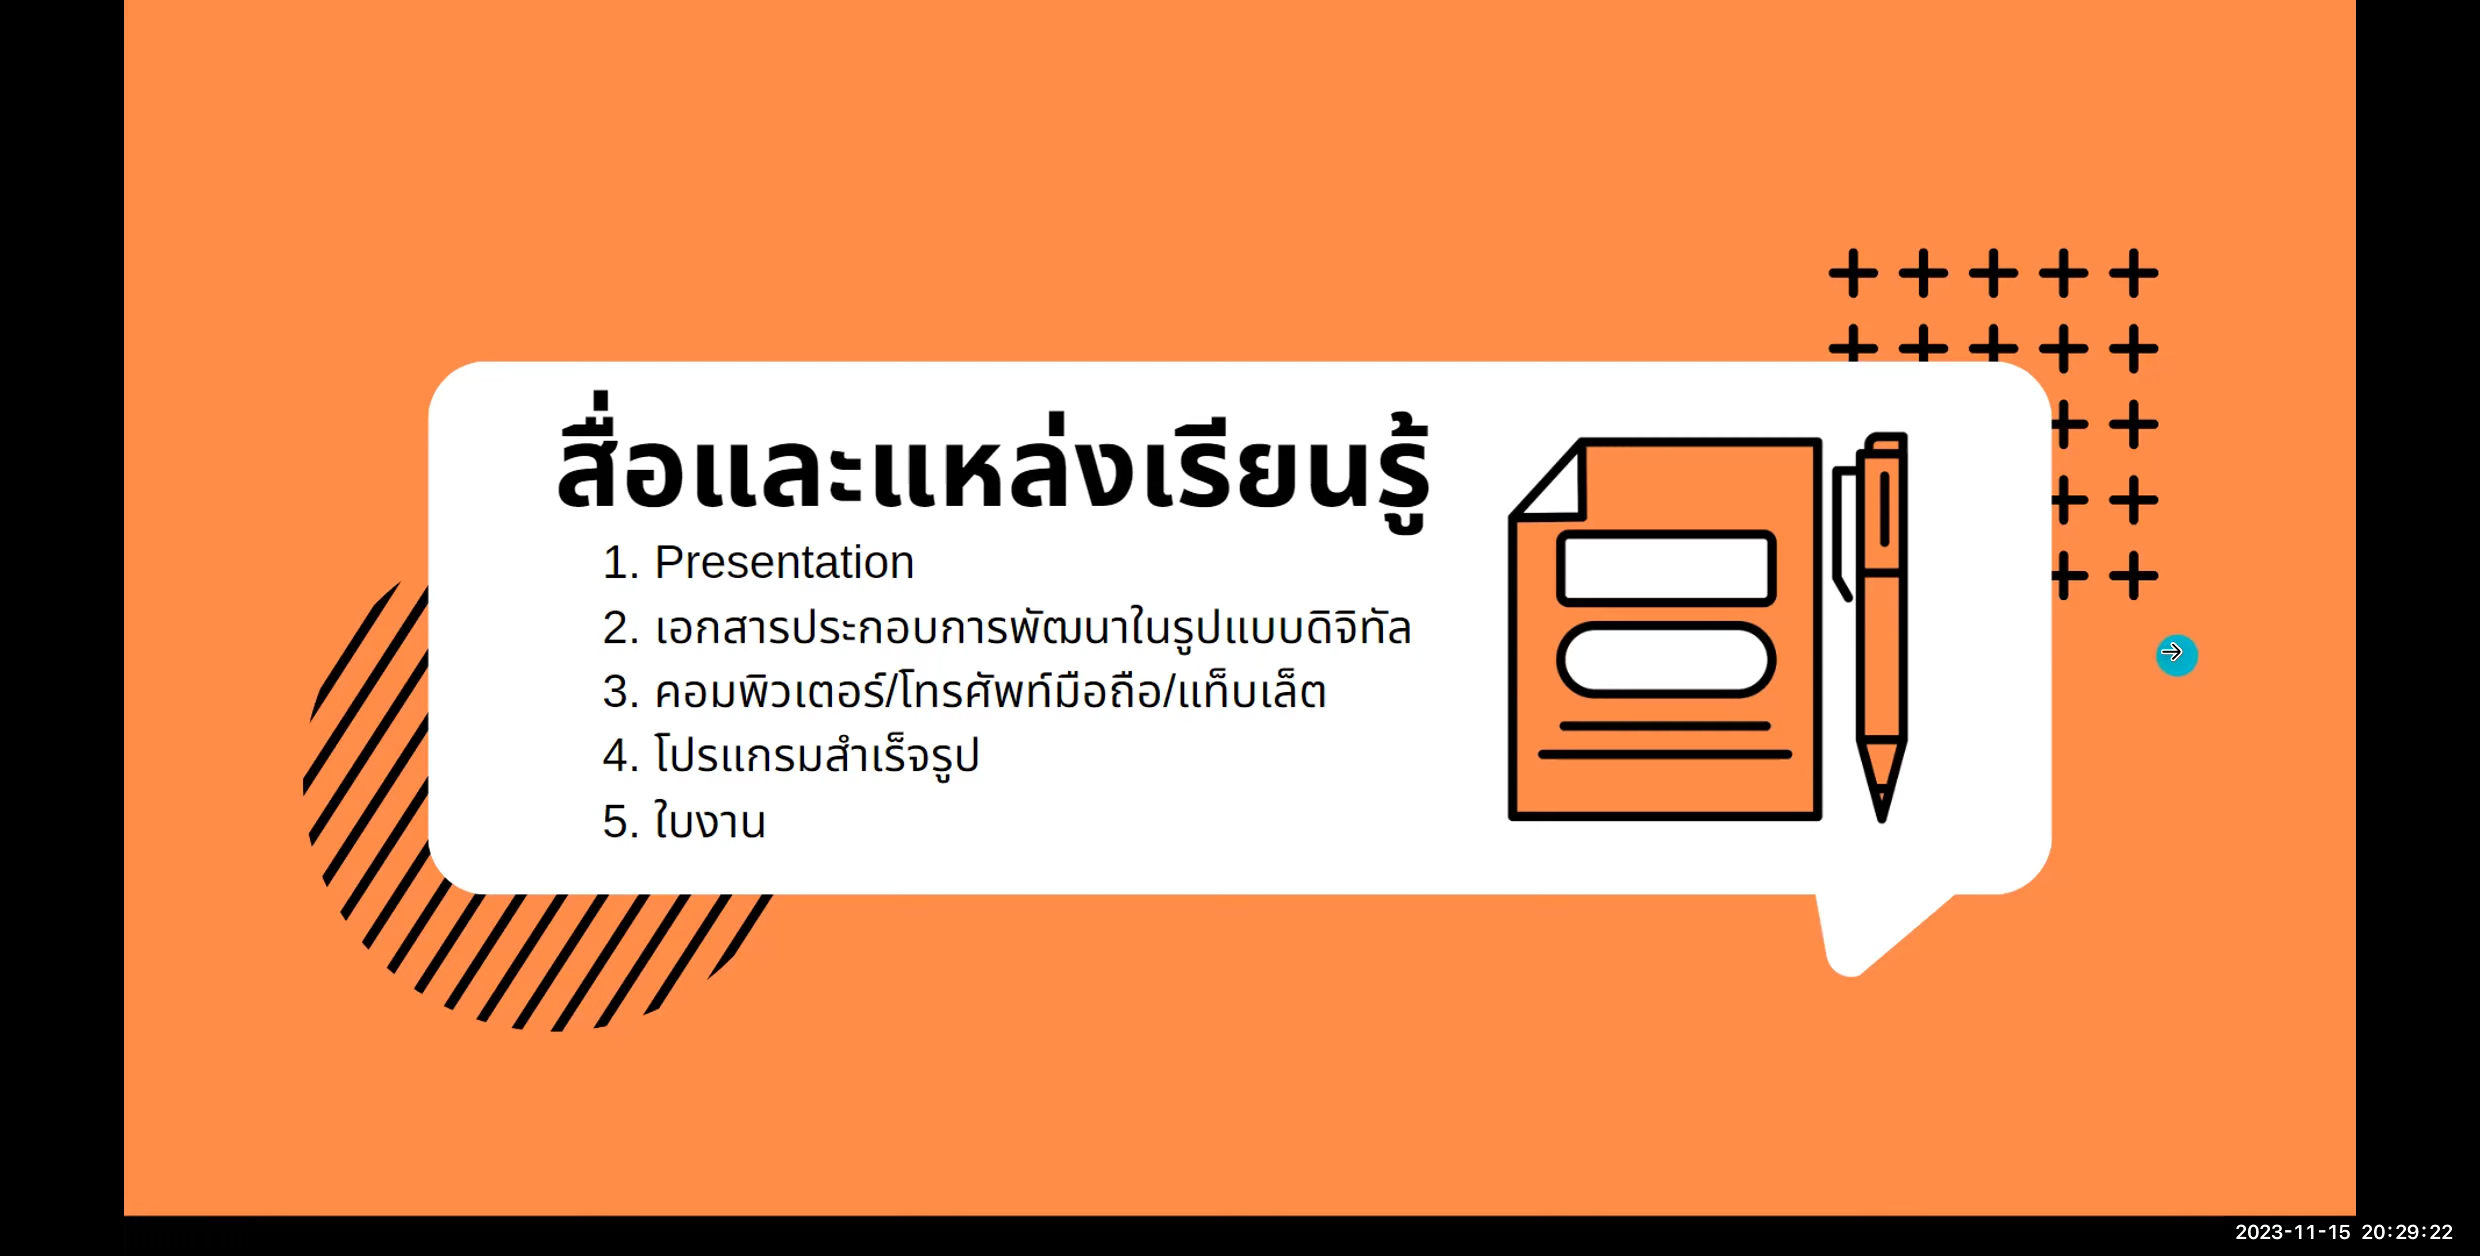 สื่อและแหล่งเรียนรู้
1. Presentation
2. เอกสารประกอบการพัฒนาในรูปแบบดิจิทัล
3. คอมพิวเตอร์/โทรศัพท์มือถือ/แท็บเล็ต
4. โปรแกรมสำเร็จรูป
5. ใบงาน
2023-11-15 20:29:22